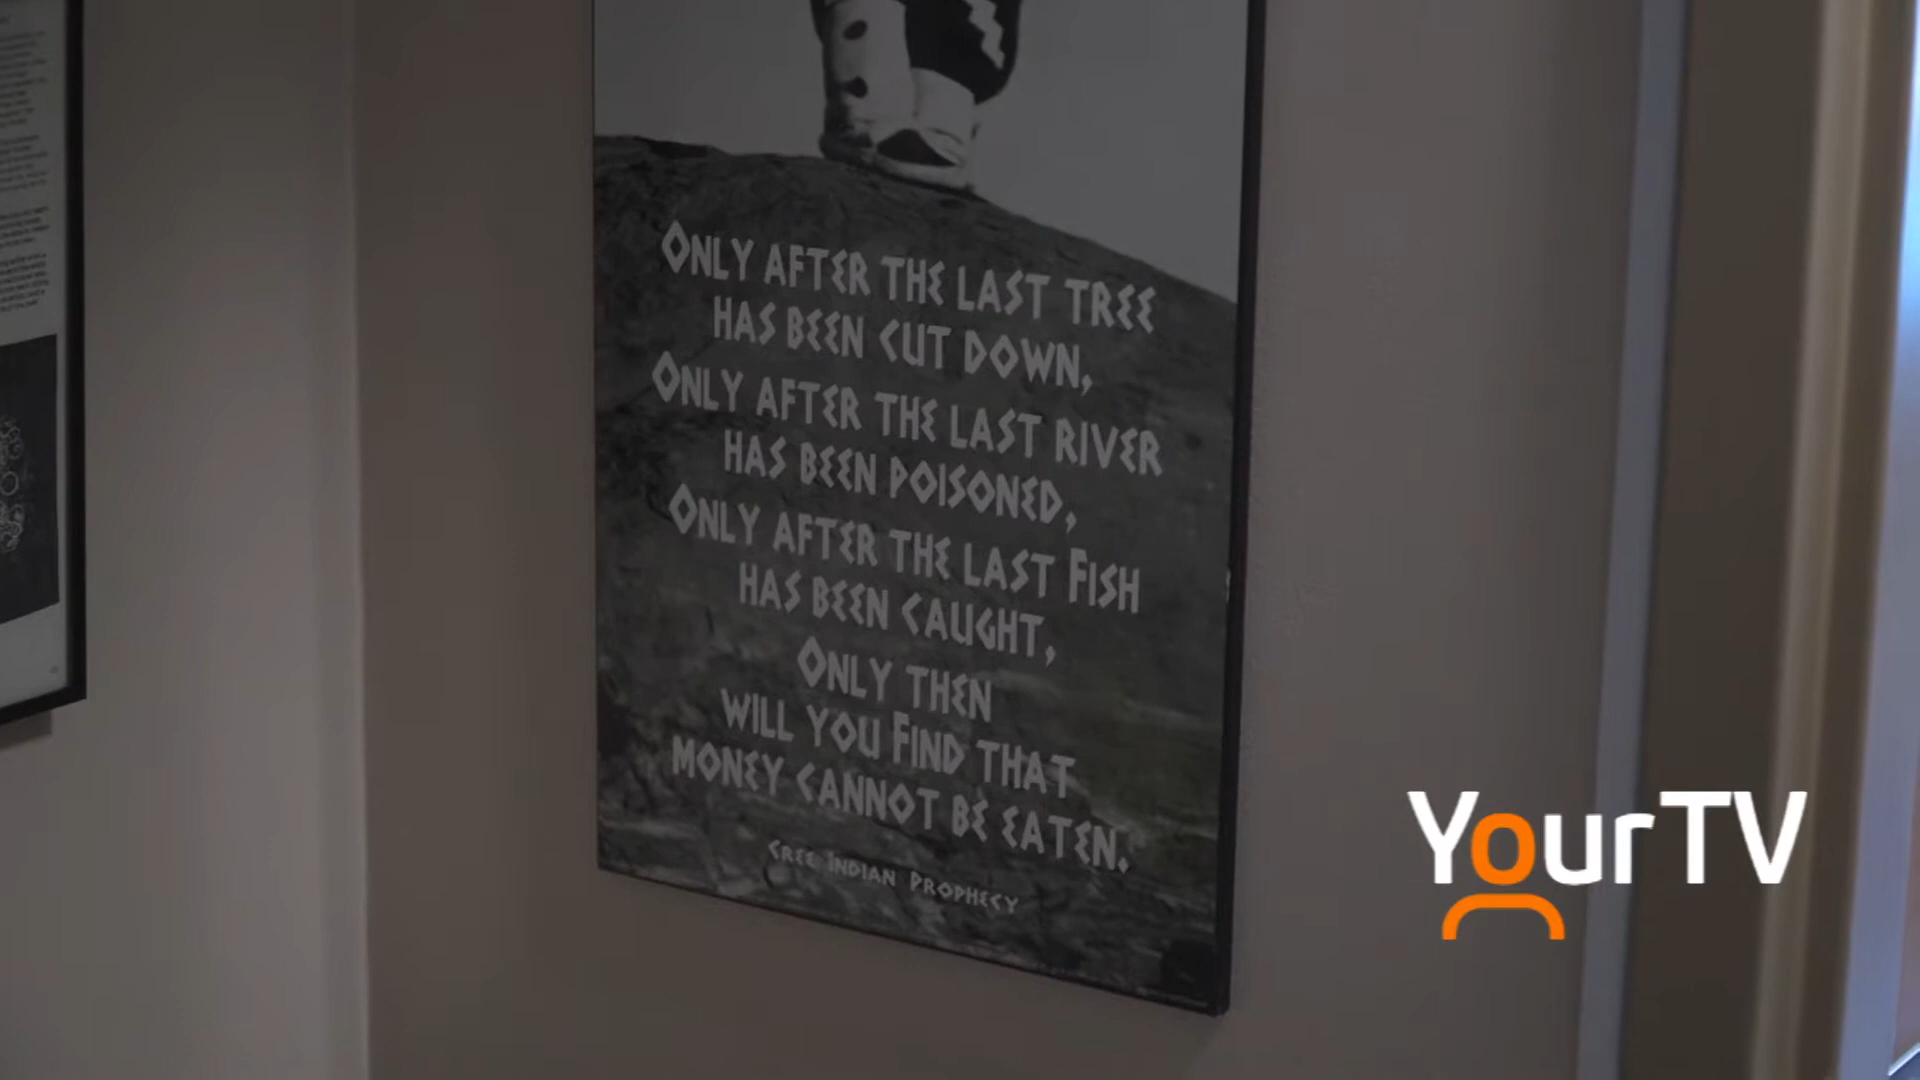 Only after the last tree
has been cut down,
Only after the last river
has been poisoned,
Only after the last Fish
has been caught,
Only then
will you Find that
money cannot be eaten.
Cree Indian Prophecy
YourTV